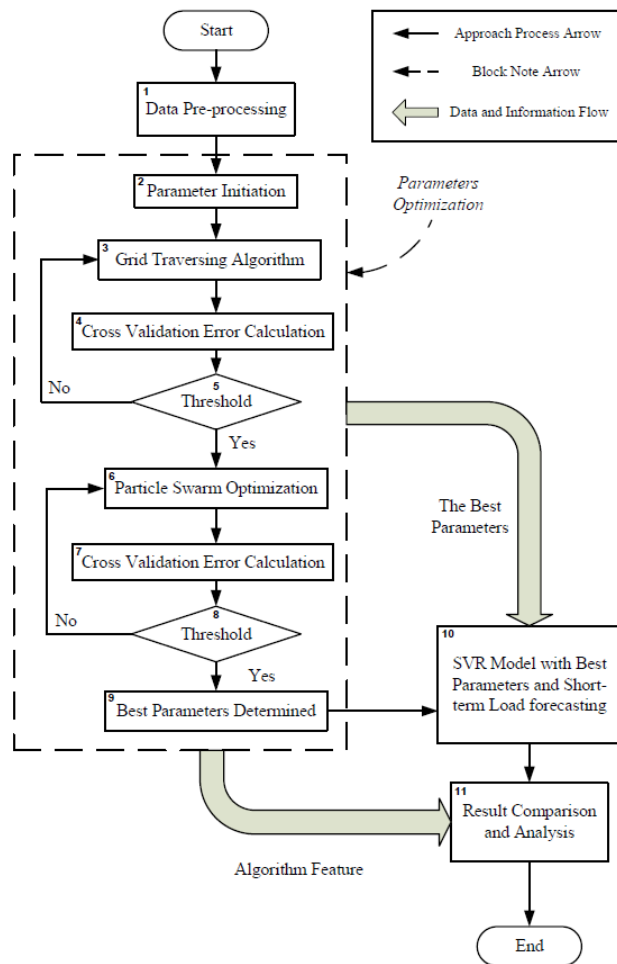 Start
Approach Process Arrow
Block Note Arrow
Data and Information Flow
1
Data Pre-processing
2
Parameter Initiation
Parameters
Optimization
3
Grid Traversing Algorithm
4
Cross Validation Error Calculation
5
Threshold
No
Yes
6
Particle Swarm Optimization
The Best
Parameters
7
Cross Validation Error Calculation
8
Threshold
No
Yes
9
Best Parameters Determined
10
SVR Model with Best
Parameters and Short-
term Load forecasting
11
Result Comparison
and Analysis
Algorithm Feature
End